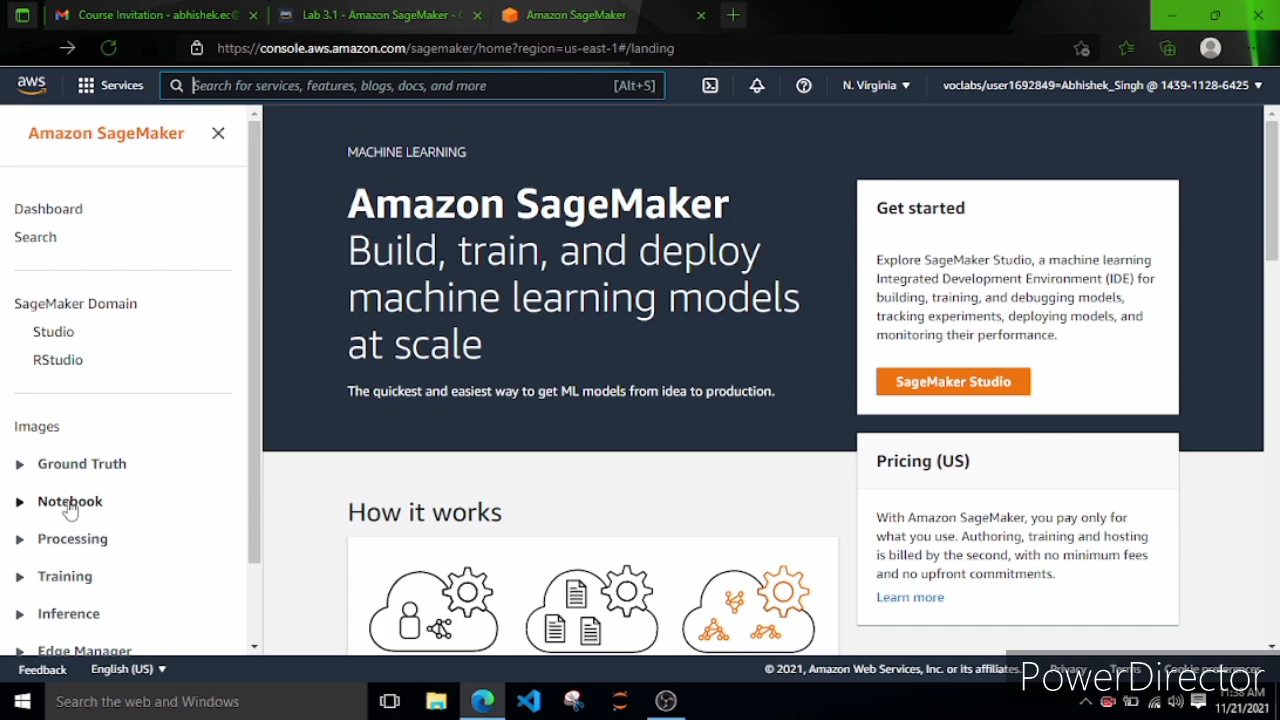 Course Invitation - abhishek.ec@
Lab 3.1 - Amazon SageMaker -
Amazon SageMaker
https://console.aws.amazon.com/sagemaker/home?region=us-east-1#/landing
aws
Services
Search for services, features, blogs, docs, and more
[Alt+S]
N. Virginia
voclabs/user1692849=Abhishek_Singh @ 1439-1128-6425
Amazon SageMaker
Dashboard
Search
SageMaker Domain
Studio
RStudio
Images
Ground Truth
Notebook
Processing
Training
Inference
Edge Manager
MACHINE LEARNING
Amazon SageMaker
Build, train, and deploy
machine learning models
at scale
The quickest and easiest way to get ML models from idea to production.
Get started
Explore SageMaker Studio, a machine learning
Integrated Development Environment (IDE) for
building, training, and debugging models,
tracking experiments, deploying models, and
monitoring their performance.
SageMaker Studio
How it works
Pricing (US)
With Amazon SageMaker, you pay only for
what you use. Authoring, training and hosting
is billed by the second, with no minimum fees
and no upfront commitments.
Learn more
Feedback
English (US)
© 2021, Amazon Web Services, Inc. or its affiliates.
Privacy
Terms
Cookie preferences
PowerDirector
Search the web and Windows
11:38 AM
11/21/2021